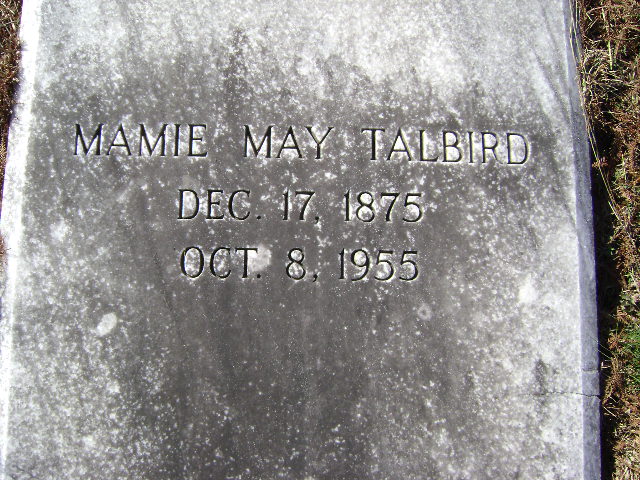 MAMIE MAY TALBIRD
DEC. 17, 1875
OCT. 8, 1955